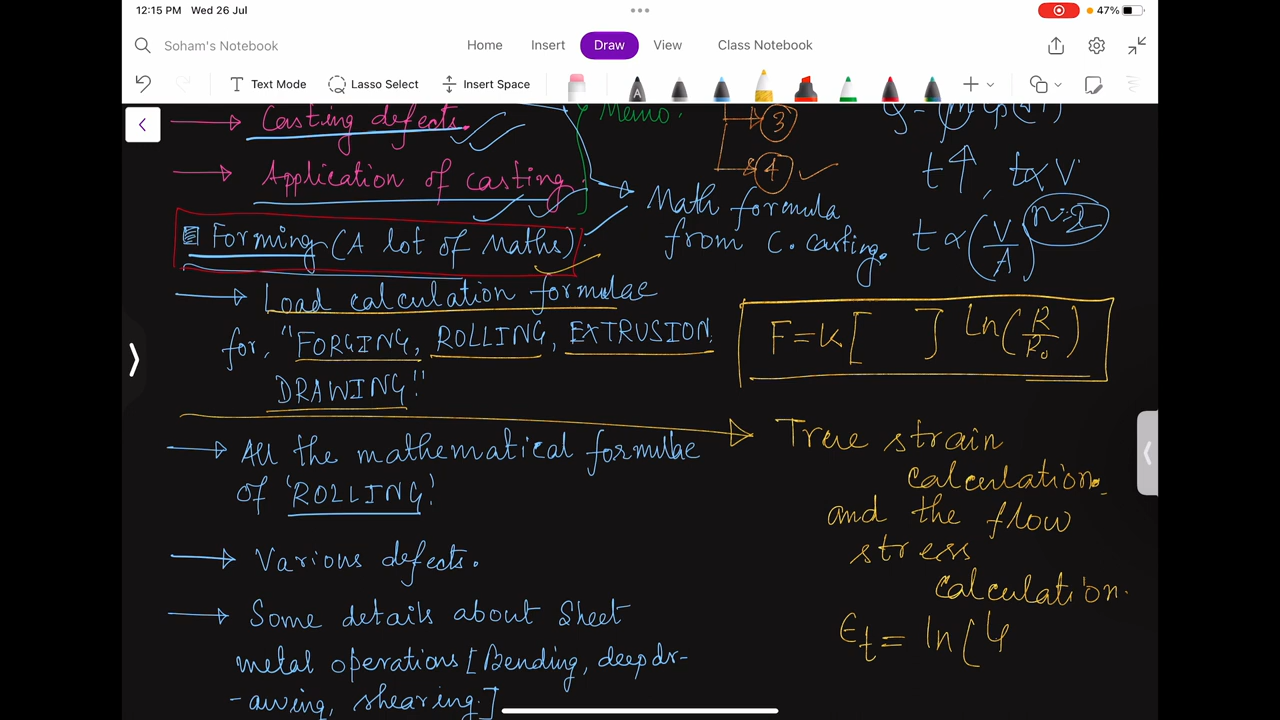 12:15 PM Wed 26 Jul
47%
Soham's Notebook
Home Insert Draw View Class Notebook
Text Mode Lasso Select Insert Space
A
Casting defects.
Memo.
3
Application of casting.
4
t↑, t∝V
Math formula
from C. casting.
t ∝ (V/A)
Forming (A lot of Maths).
Load calculation formulae
for, "FORGING, ROLLING, EXTRUSION
DRAWING!"
F = K [ ] ln(R/R₀)
All the mathematical formulae
of 'ROLLING'
Various defects.
Some details about Sheet
metal operations [Bending, deepdr-
-awing, shearing.]
True strain
calculation.
and the flow
stress
calculation.
ϵt = ln(